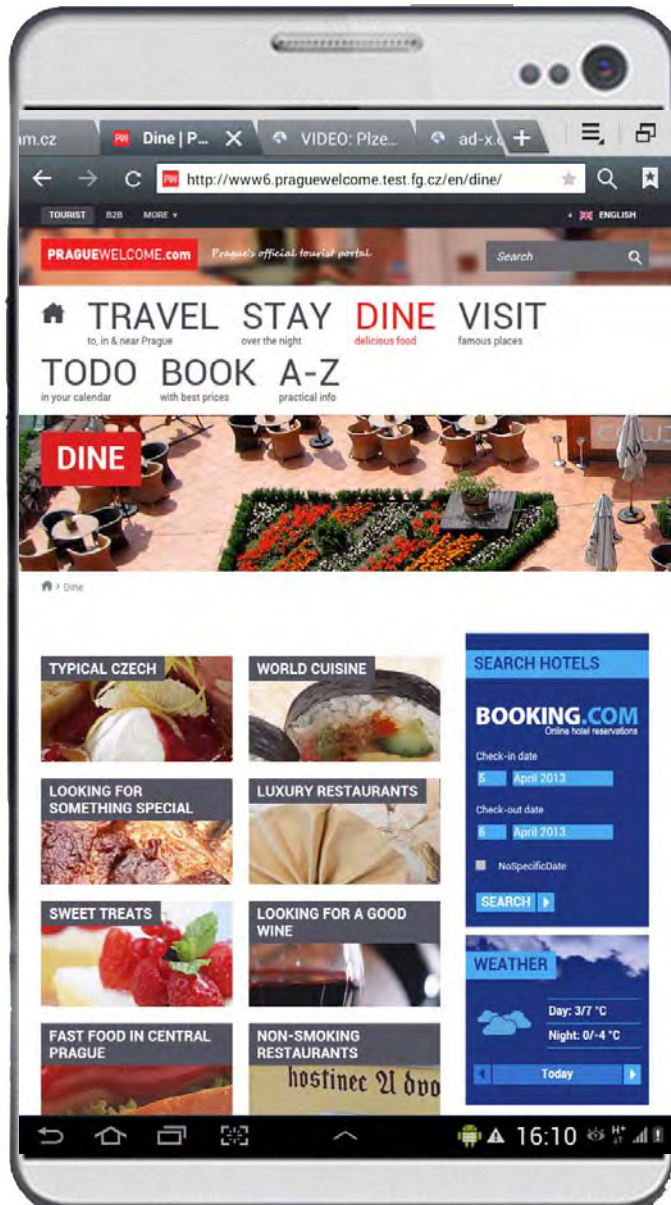 am.cz
Dine | P...
VIDEO: Plze...
ad-x.
http://www6.praguewelcome.test.fg.cz/en/dine/
TOURIST B2B MORE
ENGLISH
PRAGUEWELCOME.com
Prague's official tourist portal
Search
TRAVEL STAY DINE VISIT
to, in & near Prague over the night delicious food famous places
TODO BOOK A-Z
in your calendar with best prices practical info
DINE
Dine
TYPICAL CZECH
WORLD CUISINE
LOOKING FOR
SOMETHING SPECIAL
LUXURY RESTAURANTS
SWEET TREATS
LOOKING FOR A GOOD
WINE
FAST FOOD IN CENTRAL
PRAGUE
NON-SMOKING
RESTAURANTS
hostinec U dvo
SEARCH HOTELS
BOOKING.COM
Online hotel reservations
Check-in date
5 April 2013
Check-out date
6 April 2013
NoSpecificDate
SEARCH
WEATHER
Day: 3/7 °C
Night: 0/-4 °C
Today
16:10
H+